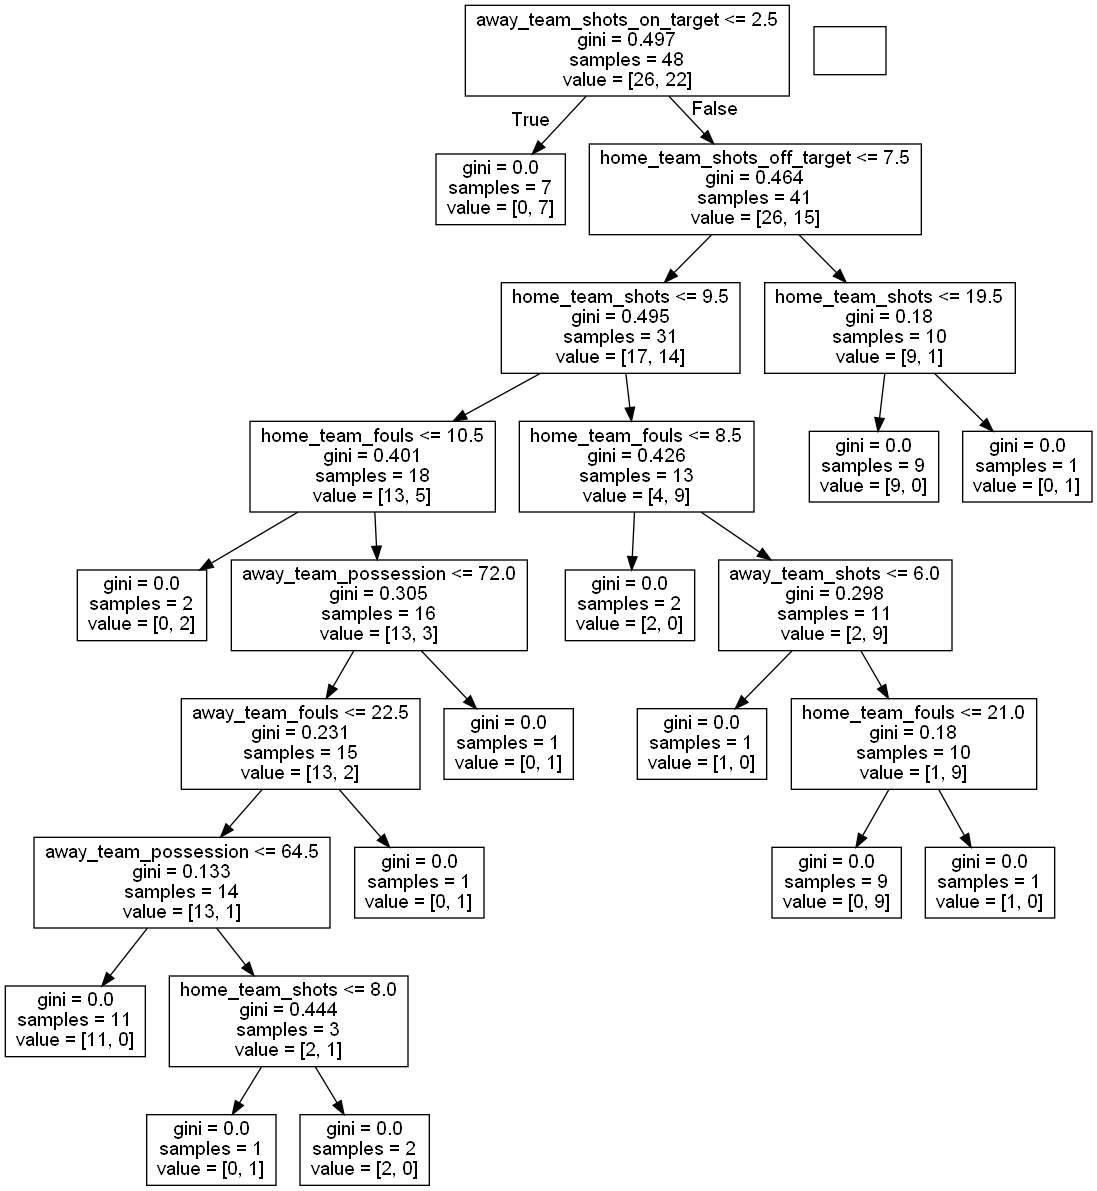 away_team_shots_on_target <= 2.5
gini = 0.497
samples = 48
value = [26, 22]
True
False
gini = 0.0
samples = 7
value = [0, 7]
home_team_shots_off_target <= 7.5
gini = 0.464
samples = 41
value = [26, 15]
home_team_shots <= 9.5
gini = 0.495
samples = 31
value = [17, 14]
home_team_shots <= 19.5
gini = 0.18
samples = 10
value = [9, 1]
home_team_fouls <= 10.5
gini = 0.401
samples = 18
value = [13, 5]
home_team_fouls <= 8.5
gini = 0.426
samples = 13
value = [4, 9]
gini = 0.0
samples = 9
value = [9, 0]
gini = 0.0
samples = 1
value = [0, 1]
gini = 0.0
samples = 2
value = [0, 2]
away_team_possession <= 72.0
gini = 0.305
samples = 16
value = [13, 3]
gini = 0.0
samples = 2
value = [2, 0]
away_team_shots <= 6.0
gini = 0.298
samples = 11
value = [2, 9]
away_team_fouls <= 22.5
gini = 0.231
samples = 15
value = [13, 2]
gini = 0.0
samples = 1
value = [0, 1]
gini = 0.0
samples = 1
value = [1, 0]
home_team_fouls <= 21.0
gini = 0.18
samples = 10
value = [1, 9]
away_team_possession <= 64.5
gini = 0.133
samples = 14
value = [13, 1]
gini = 0.0
samples = 1
value = [0, 1]
gini = 0.0
samples = 9
value = [0, 9]
gini = 0.0
samples = 1
value = [1, 0]
gini = 0.0
samples = 11
value = [11, 0]
home_team_shots <= 8.0
gini = 0.444
samples = 3
value = [2, 1]
gini = 0.0
samples = 1
value = [0, 1]
gini = 0.0
samples = 2
value = [2, 0]